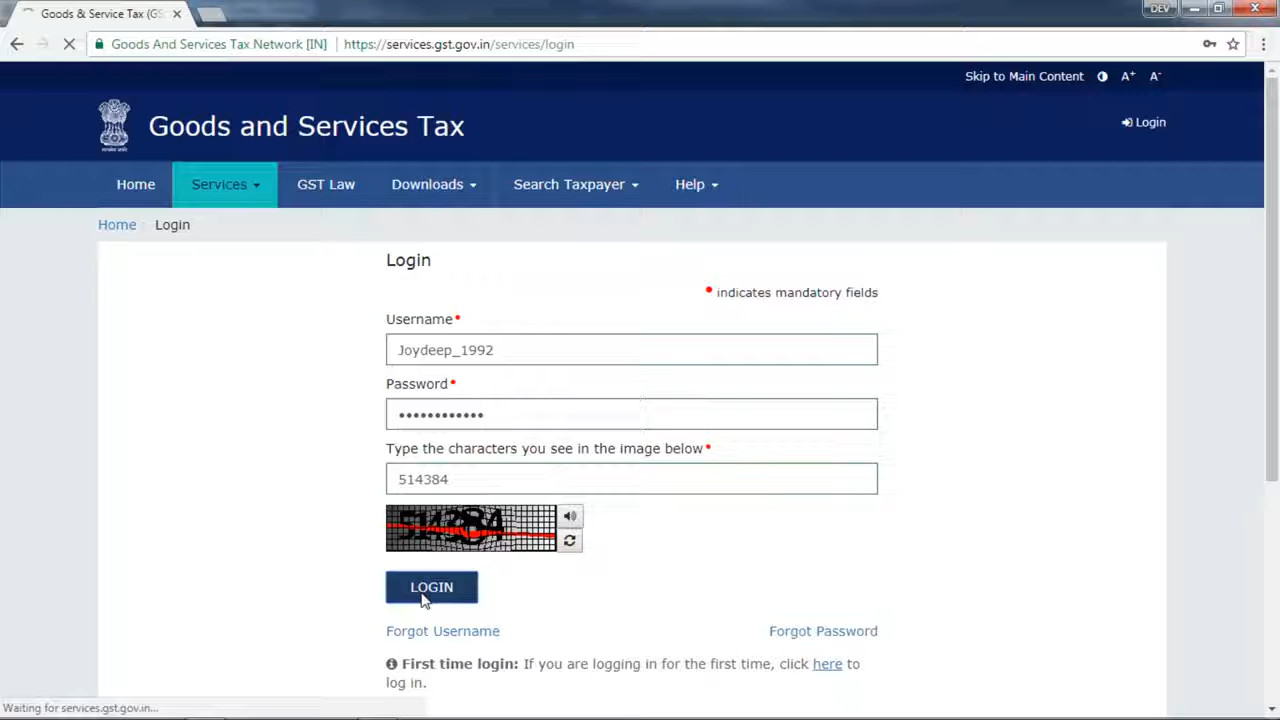 Goods & Service Tax (GS
DEV
Goods And Services Tax Network [IN] https://services.gst.gov.in/services/login
Skip to Main Content A+ A-
Goods and Services Tax
Login
Home Services GST Law Downloads Search Taxpayer Help
Home Login
Login
• indicates mandatory fields
Username•
Joydeep_1992
Password•
••••••••••••
Type the characters you see in the image below•
514384
LOGIN
Forgot Username Forgot Password
First time login: If you are logging in for the first time, click here to
log in.
Waiting for services.gst.gov.in...